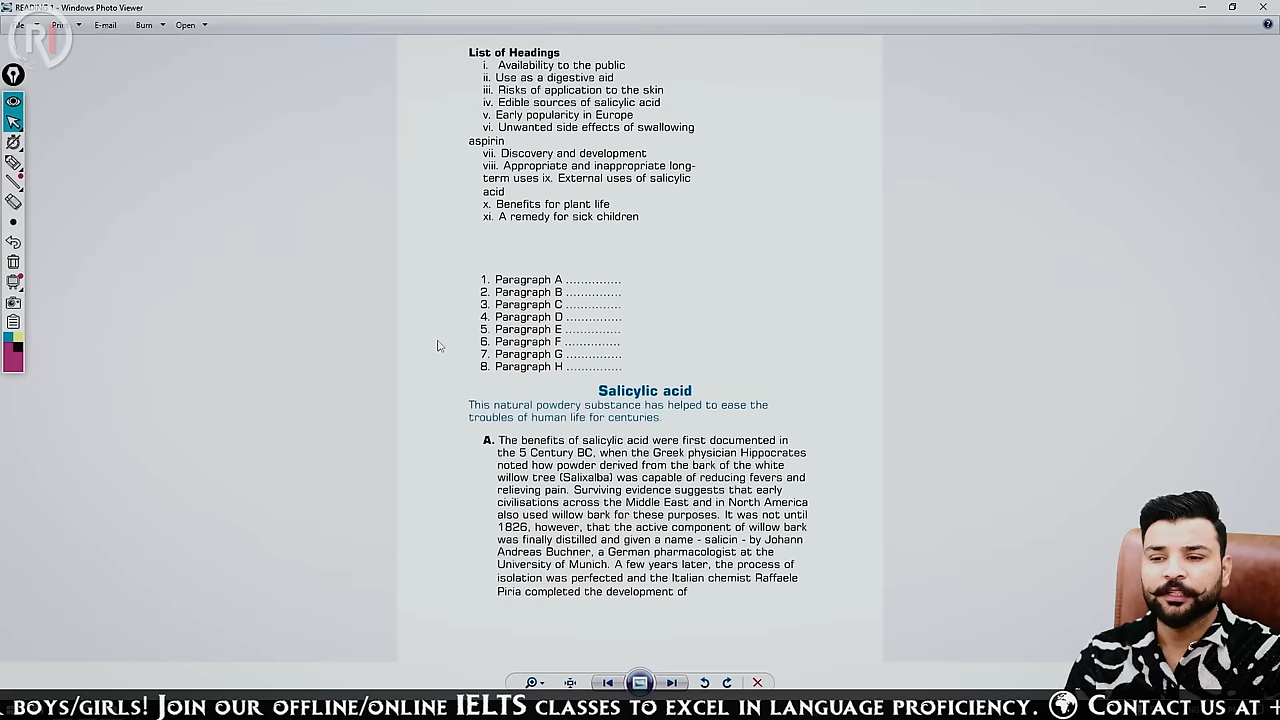 READING 1 - Windows Photo Viewer
Print
E-mail
Burn
Open
RI
List of Headings
i. Availability to the public
ii. Use as a digestive aid
iii. Risks of application to the skin
iv. Edible sources of salicylic acid
v. Early popularity in Europe
vi. Unwanted side effects of swallowing
aspirin
vii. Discovery and development
viii. Appropriate and inappropriate long-
term uses ix. External uses of salicylic
acid
x. Benefits for plant life
xi. A remedy for sick children
1. Paragraph A ..............
2. Paragraph B ..............
3. Paragraph C ..............
4. Paragraph D ..............
5. Paragraph E ..............
6. Paragraph F ..............
7. Paragraph G ..............
8. Paragraph H ..............
Salicylic acid
This natural powdery substance has helped to ease the
troubles of human life for centuries.
A. The benefits of salicylic acid were first documented in
the 5 Century BC, when the Greek physician Hippocrates
noted how powder derived from the bark of the white
willow tree (Salixalba) was capable of reducing fevers and
relieving pain. Surviving evidence suggests that early
civilisations across the Middle East and in North America
also used willow bark for these purposes. It was not until
1826, however, that the active component of willow bark
was finally distilled and given a name - salicin - by Johann
Andreas Buchner, a German pharmacologist at the
University of Munich. A few years later, the process of
isolation was perfected and the Italian chemist Raffaele
Piria completed the development of
BOYS/GIRLS! JOIN OUR OFFLINE/ONLINE IELTS CLASSES TO EXCEL IN LANGUAGE PROFICIENCY. CONTACT US AT +